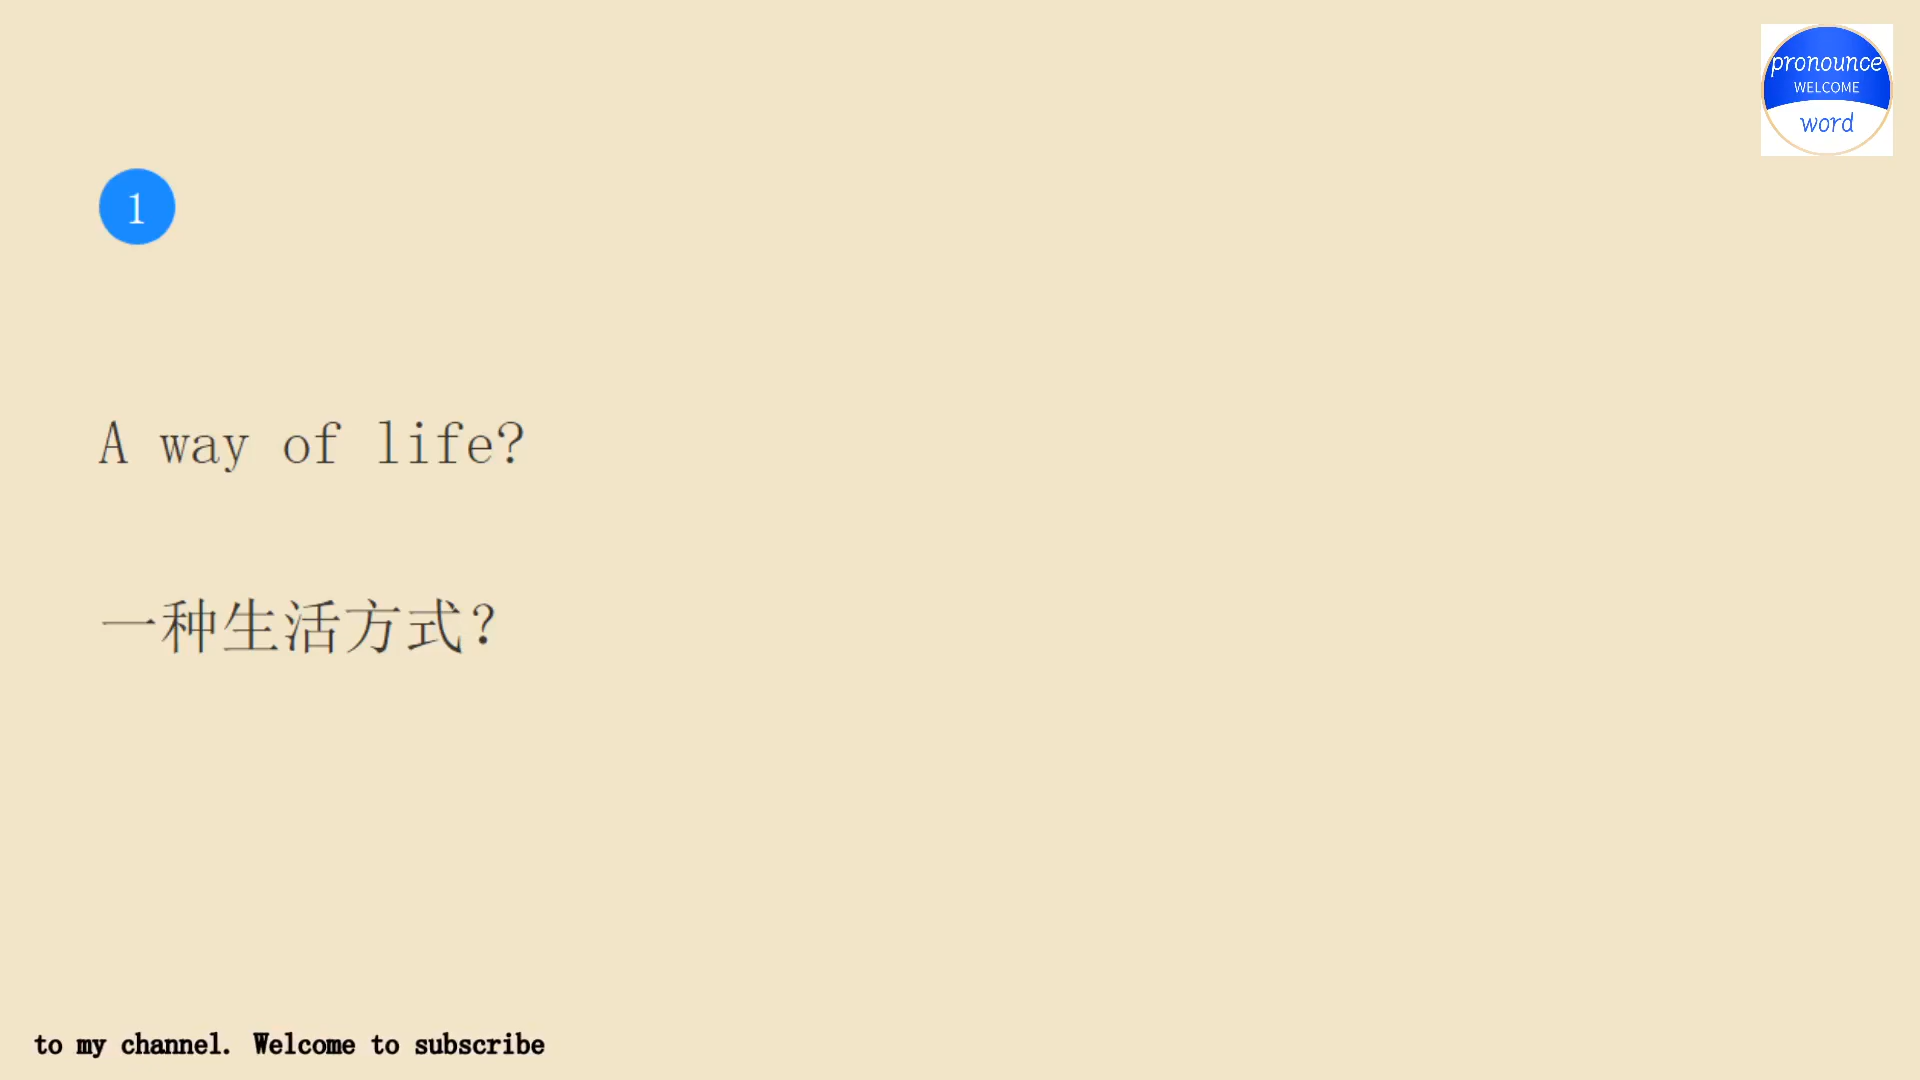 pronounce
WELCOME
word
1
A way of life?
一种生活方式？
to my channel. Welcome to subscribe